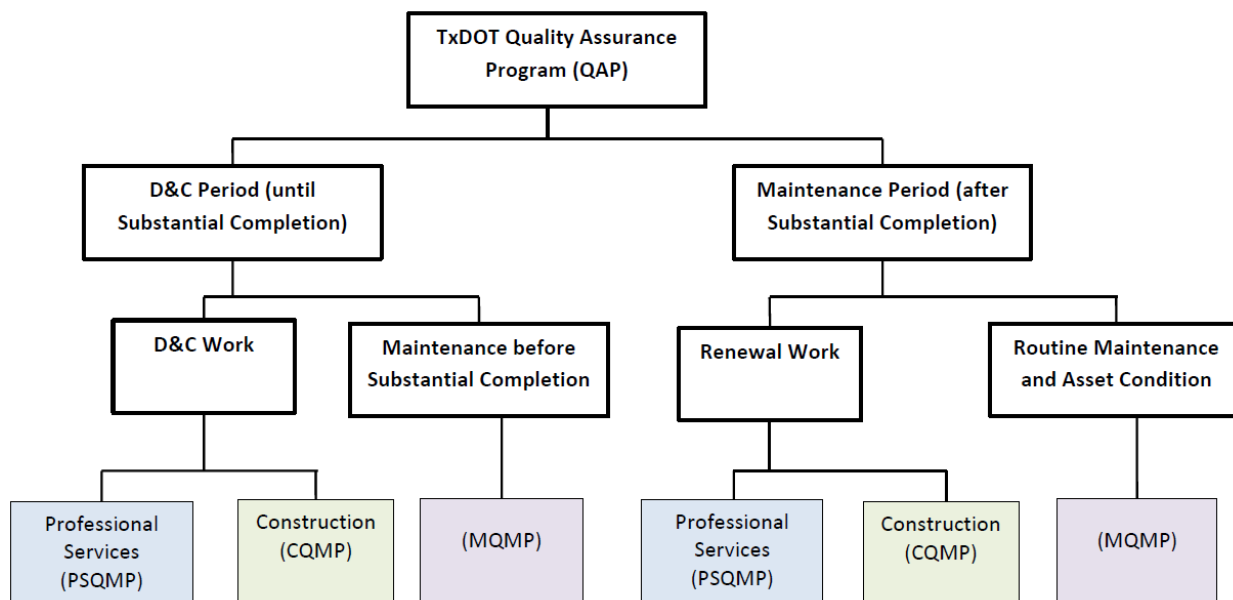 TxDOT Quality Assurance
Program (QAP)
D&C Period (until
Substantial Completion)
Maintenance Period (after
Substantial Completion)
D&C Work
Maintenance before
Substantial Completion
Renewal Work
Routine Maintenance
and Asset Condition
Professional
Services
(PSQMP)
Construction
(CQMP)
(MQMP)
Professional
Services
(PSQMP)
Construction
(CQMP)
(MQMP)